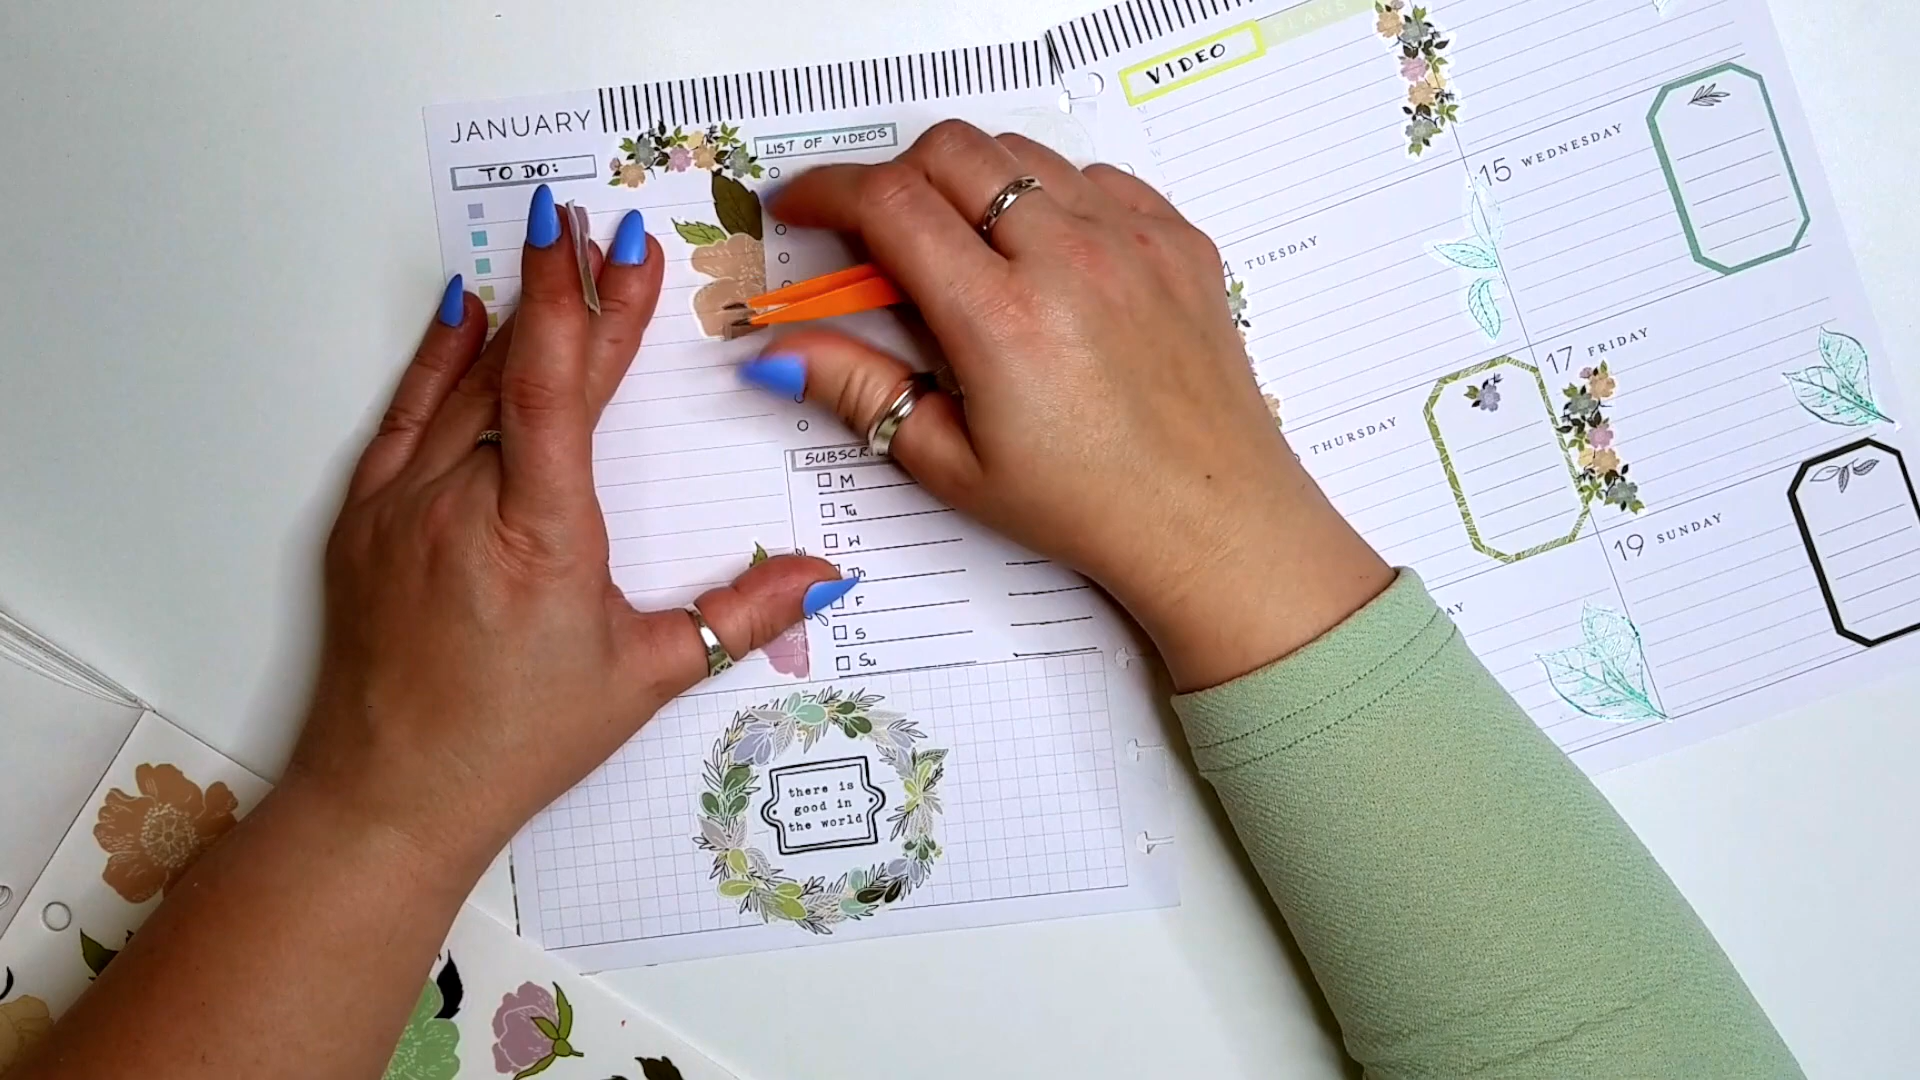 JANUARY
TO DO:
LIST OF VIDEOS
M
Tu
W
Th
F
S
Su
there is
good in
the world
VIDEO
FLAGS
TUESDAY
15 WEDNESDAY
THURSDAY
17 FRIDAY
19 SUNDAY